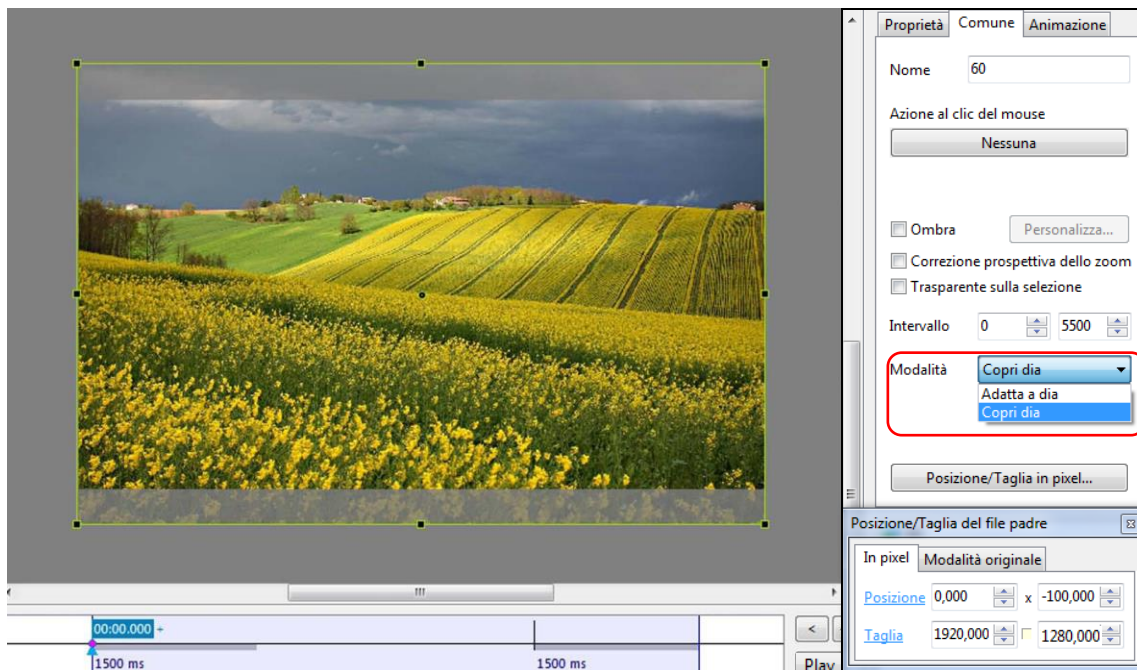 Proprietà Comune Animazione
Nome 60
Azione al clic del mouse
Nessuna
Ombra Personalizza...
Correzione prospettiva dello zoom
Trasparente sulla selezione
Intervallo 0 5500
Modalità Copri dia
Adatta a dia
Copri dia
Posizione/Taglia in pixel...
Posizione/Taglia del file padre
In pixel Modalità originale
Posizione 0,000 x -100,000
Taglia 1920,000 1280,000
00:00.000 +
<
1500 ms 1500 ms Play